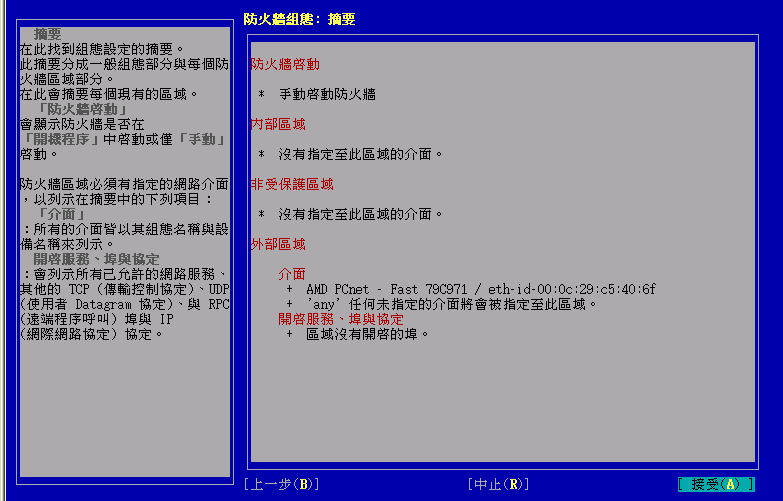 防火牆組態: 摘要
摘要
在此找到組態設定的摘要。
此摘要分成一般組態部分與每個防
火牆區域部分。
在此會摘要每個現有的區域。
「防火牆啓動」
會顯示防火牆是否在
「開機程序」中啓動或僅「手動」
啓動。
防火牆區域必須有指定的網路介面
，以列示在摘要中的下列項目：
「介面」
：所有的介面皆以其組態名稱與設
備名稱來列示。
開啓服務、埠與協定
：會列示所有已允許的網路服務、
其他的 TCP (傳輸控制協定)、UDP
(使用者 Datagram 協定)、與 RPC
(遠端程序呼叫) 埠與 IP
(網際網路協定) 協定。
防火牆啓動
* 手動啓動防火牆
內部區域
* 沒有指定至此區域的介面。
非受保護區域
* 沒有指定至此區域的介面。
外部區域
介面
+ AMD PCnet - Fast 79C971 / eth-id-00:0c:29:c5:40:6f
+ 'any' 任何未指定的介面將會被指定至此區域。
開啓服務、埠與協定
+ 區域沒有開啓的埠。
[上一步(B)] [中止(R)] [ 接受(A) ]